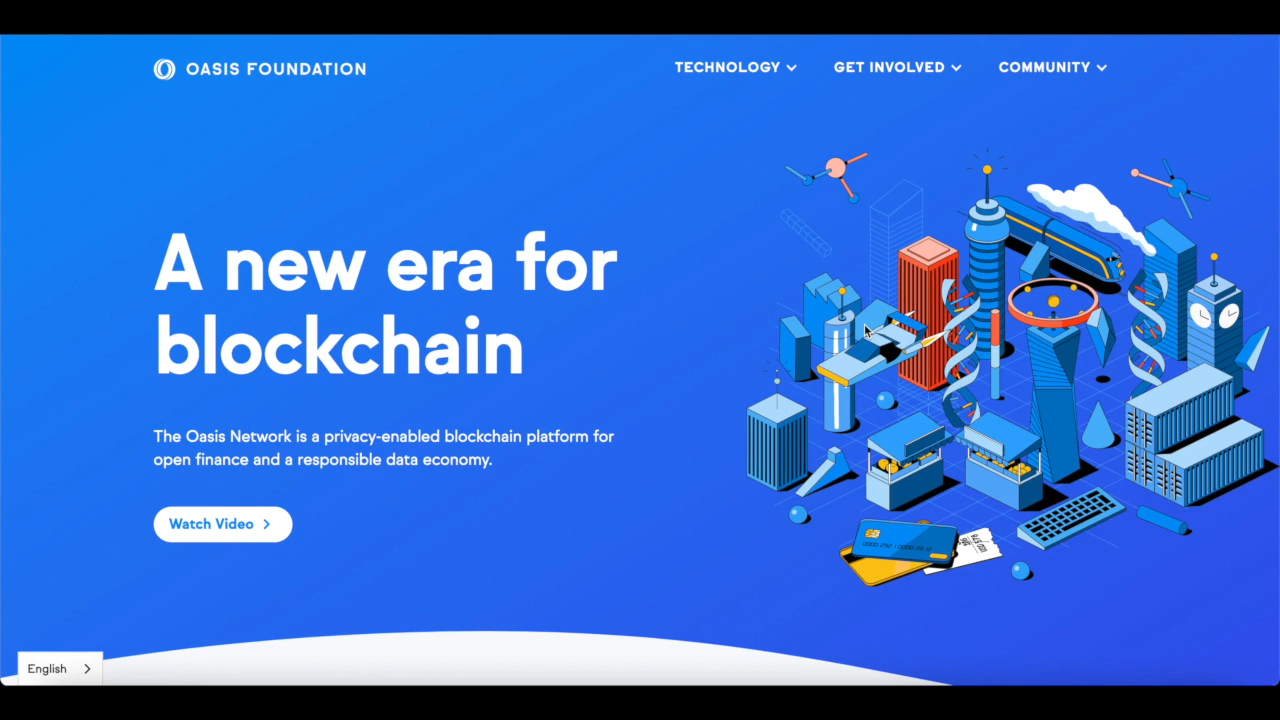 OASIS FOUNDATION
TECHNOLOGY
GET INVOLVED
COMMUNITY
A new era for
blockchain
The Oasis Network is a privacy-enabled blockchain platform for
open finance and a responsible data economy.
Watch Video
English